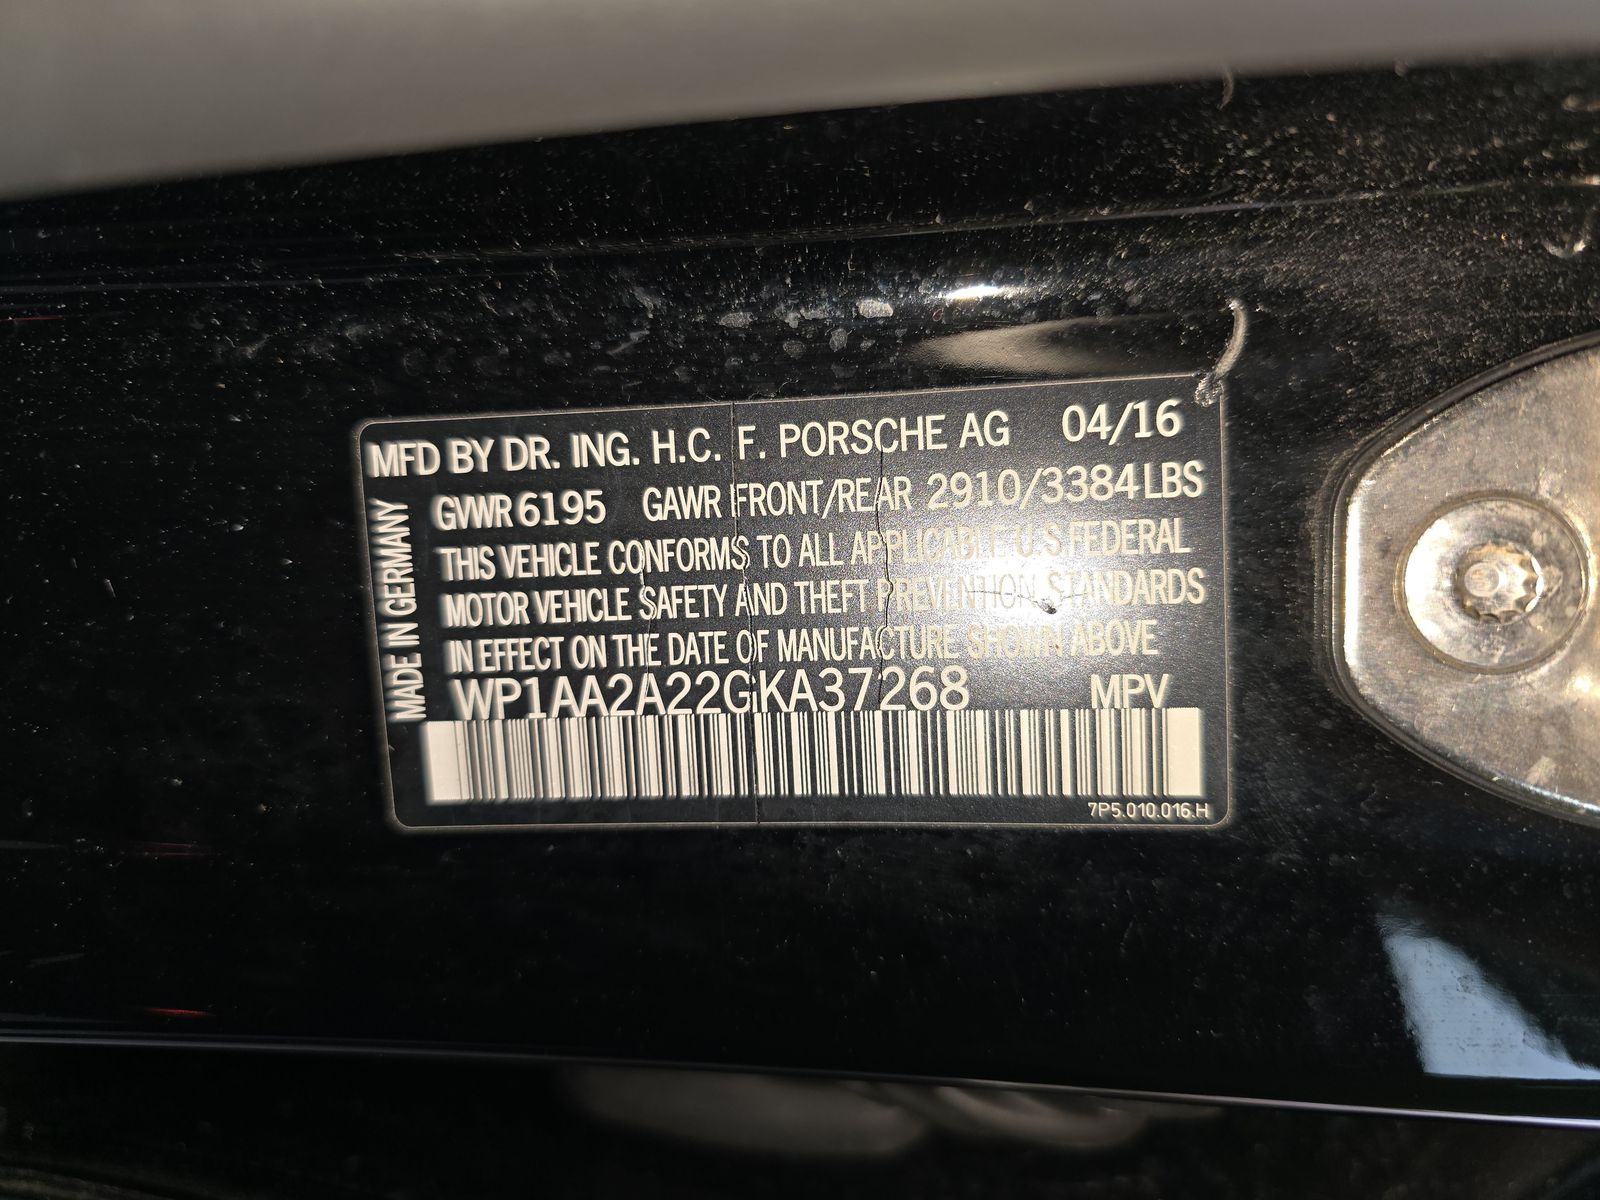 MFD BY DR. ING. H.C. F. PORSCHE AG 04/16
GVWR 6195 GAWR FRONT/REAR 2910/3384 LBS
THIS VEHICLE CONFORMS TO ALL APPLICABLE U.S. FEDERAL
MOTOR VEHICLE SAFETY AND THEFT PREVENTION STANDARDS
IN EFFECT ON THE DATE OF MANUFACTURE SHOWN ABOVE
WP1AA2A22GKA37268 MPV
7P5.010.016.H
MADE IN GERMANY